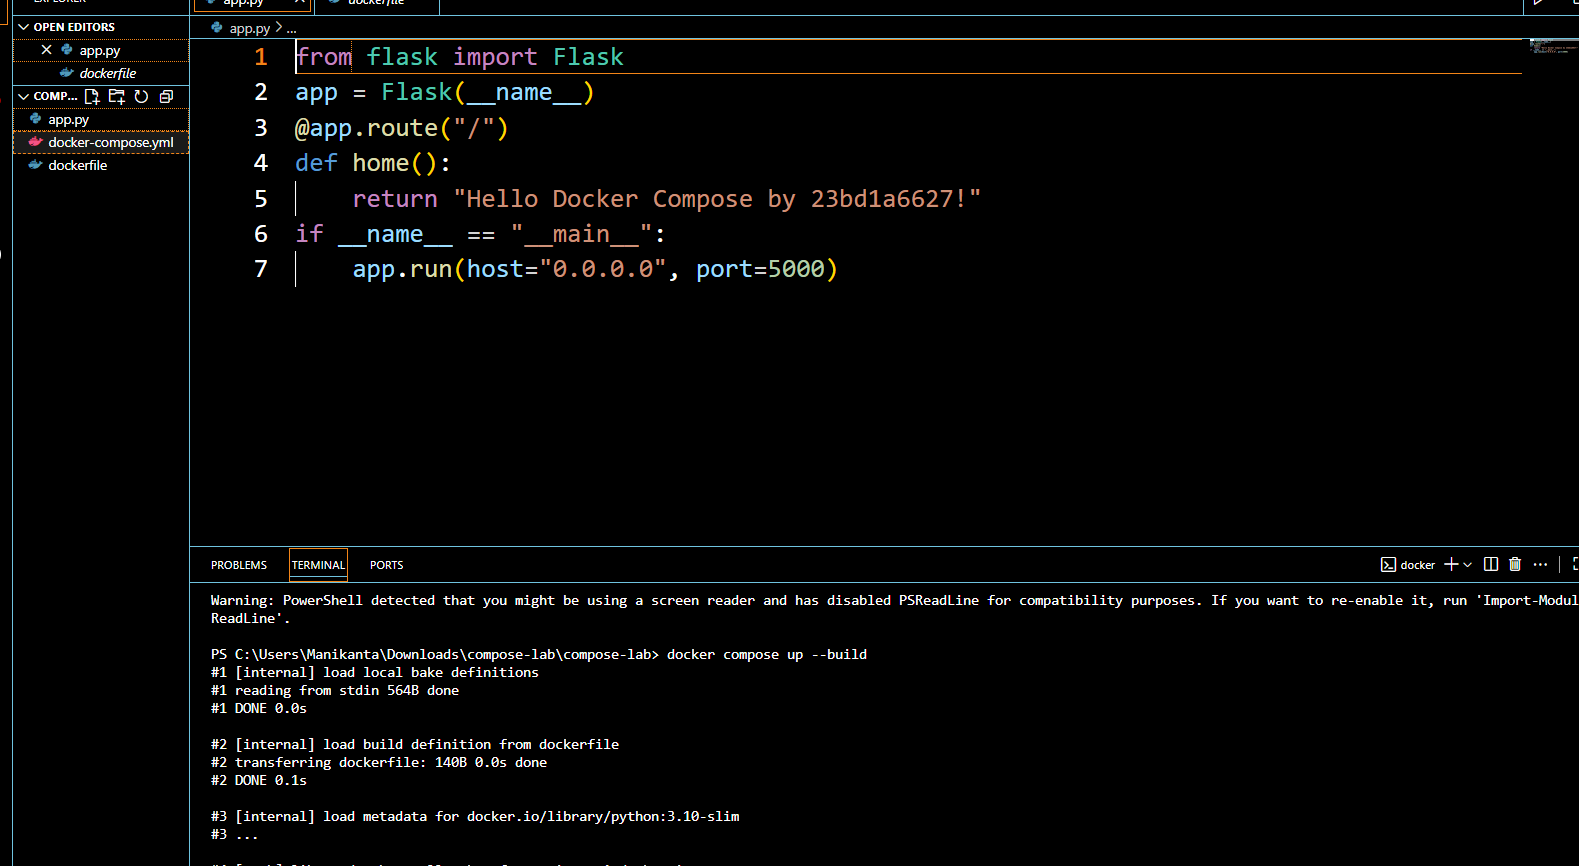 app.py
dockerfile
OPEN EDITORS
app.py
dockerfile
COMP...
app.py
docker-compose.yml
dockerfile
app.py > ...
1 from flask import Flask
2 app = Flask(__name__)
3 @app.route("/")
4 def home():
5 return "Hello Docker Compose by 23bd1a6627!"
6 if __name__ == "__main__":
7 app.run(host="0.0.0.0", port=5000)
PROBLEMS TERMINAL PORTS
docker
Warning: PowerShell detected that you might be using a screen reader and has disabled PSReadLine for compatibility purposes. If you want to re-enable it, run 'Import-Modul
ReadLine'.
PS C:\Users\Manikanta\Downloads\compose-lab\compose-lab> docker compose up --build
#1 [internal] load local bake definitions
#1 reading from stdin 564B done
#1 DONE 0.0s
#2 [internal] load build definition from dockerfile
#2 transferring dockerfile: 140B 0.0s done
#2 DONE 0.1s
#3 [internal] load metadata for docker.io/library/python:3.10-slim
#3 ...